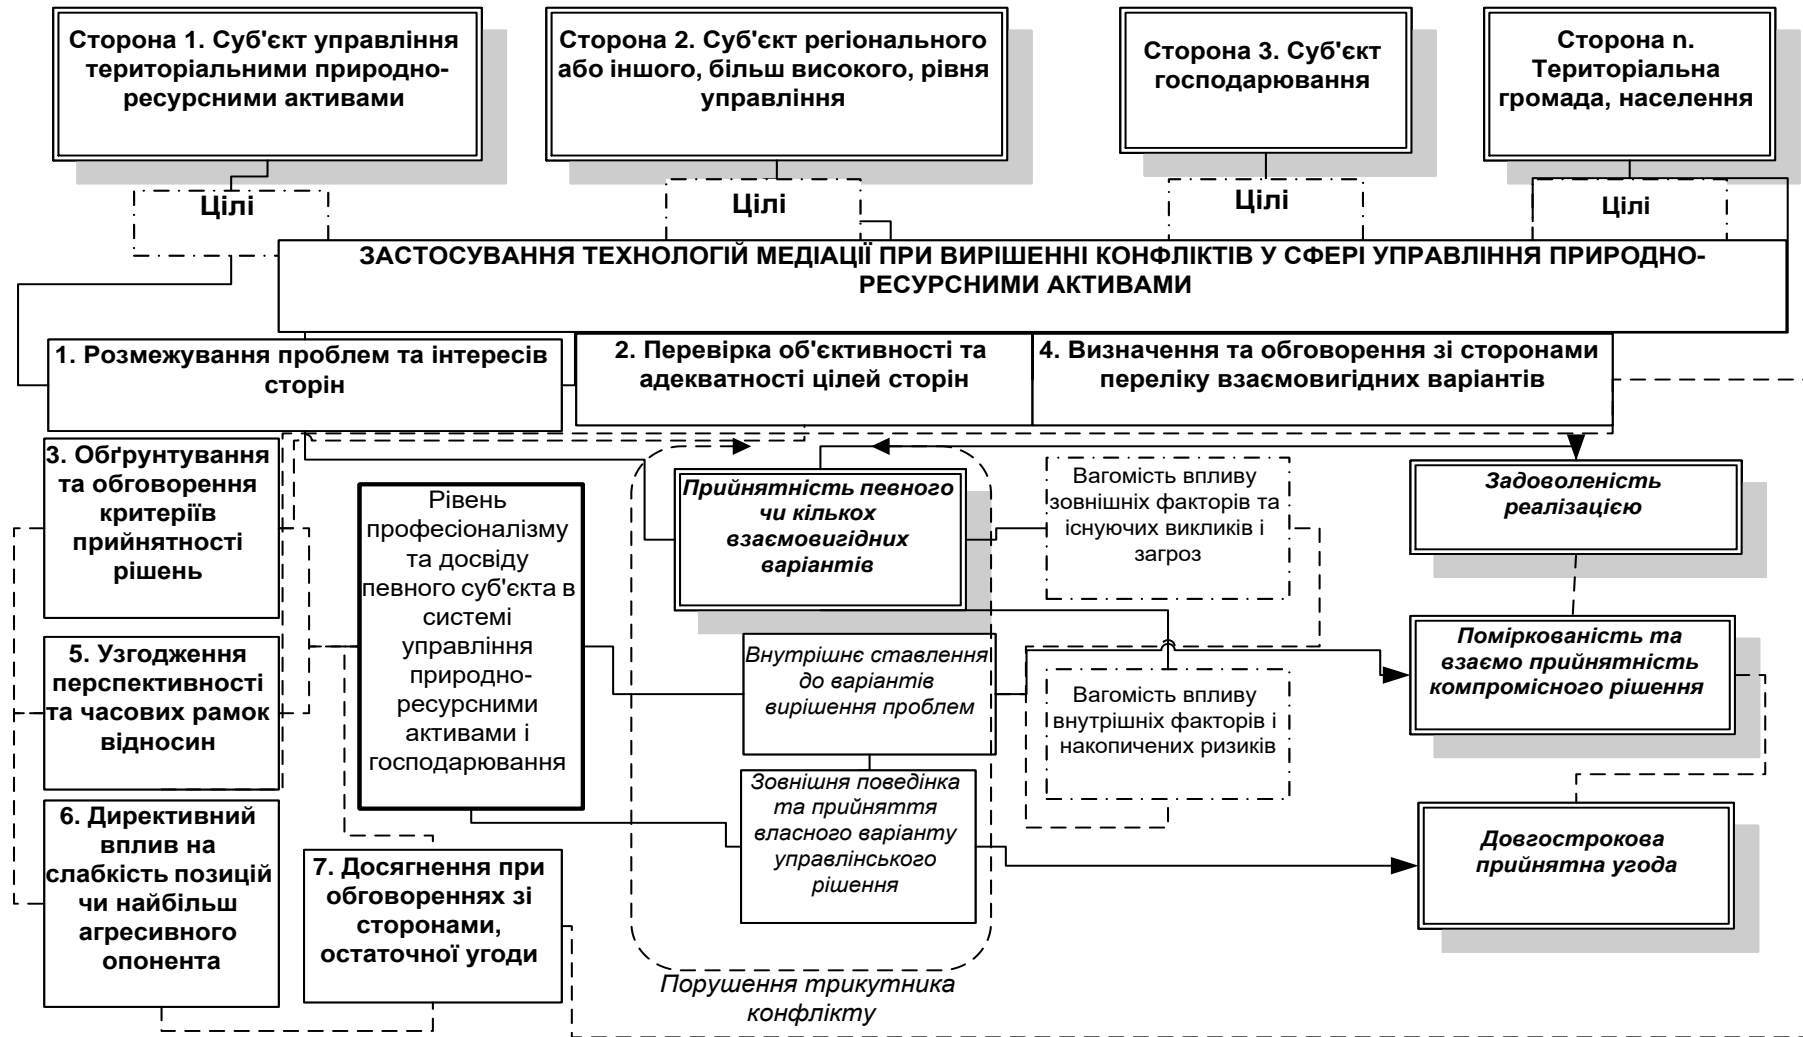 Сторона 1. Суб'єкт управління
територіальними природно-
ресурсними активами
Сторона 2. Суб'єкт регіонального
або іншого, більш високого, рівня
управління
Сторона 3. Суб'єкт
господарювання
Сторона n.
Територіальна
громада, населення
Цілі
Цілі
Цілі
Цілі
ЗАСТОСУВАННЯ ТЕХНОЛОГІЙ МЕДІАЦІЇ ПРИ ВИРІШЕННІ КОНФЛІКТІВ У СФЕРІ УПРАВЛІННЯ ПРИРОДНО-
РЕСУРСНИМИ АКТИВАМИ
1. Розмежування проблем та інтересів
сторін
2. Перевірка об'єктивності та
адекватності цілей сторін
4. Визначення та обговорення зі сторонами
переліку взаємовигідних варіантів
3. Обґрунтування
та обговорення
критеріїв
прийнятності
рішень
5. Узгодження
перспективності
та часових рамок
відносин
6. Директивний
вплив на
слабкість позицій
чи найбільш
агресивного
опонента
7. Досягнення при
обговореннях зі
сторонами,
остаточної угоди
Рівень
професіоналізму
та досвіду
певного суб'єкта в
системі
управління
природно-
ресурсними
активами і
господарювання
Прийнятність певного
чи кількох
взаємовигідних
варіантів
Внутрішнє ставлення
до варіантів
вирішення проблем
Зовнішня поведінка
та прийняття
власного варіанту
управлінського
рішення
Порушення трикутника
конфлікту
Вагомість впливу
зовнішніх факторів та
існуючих викликів і
загроз
Вагомість впливу
внутрішніх факторів і
накопичених ризиків
Задоволеність
реалізацією
Поміркованість та
взаємо прийнятність
компромісного рішення
Довгострокова
прийнятна угода